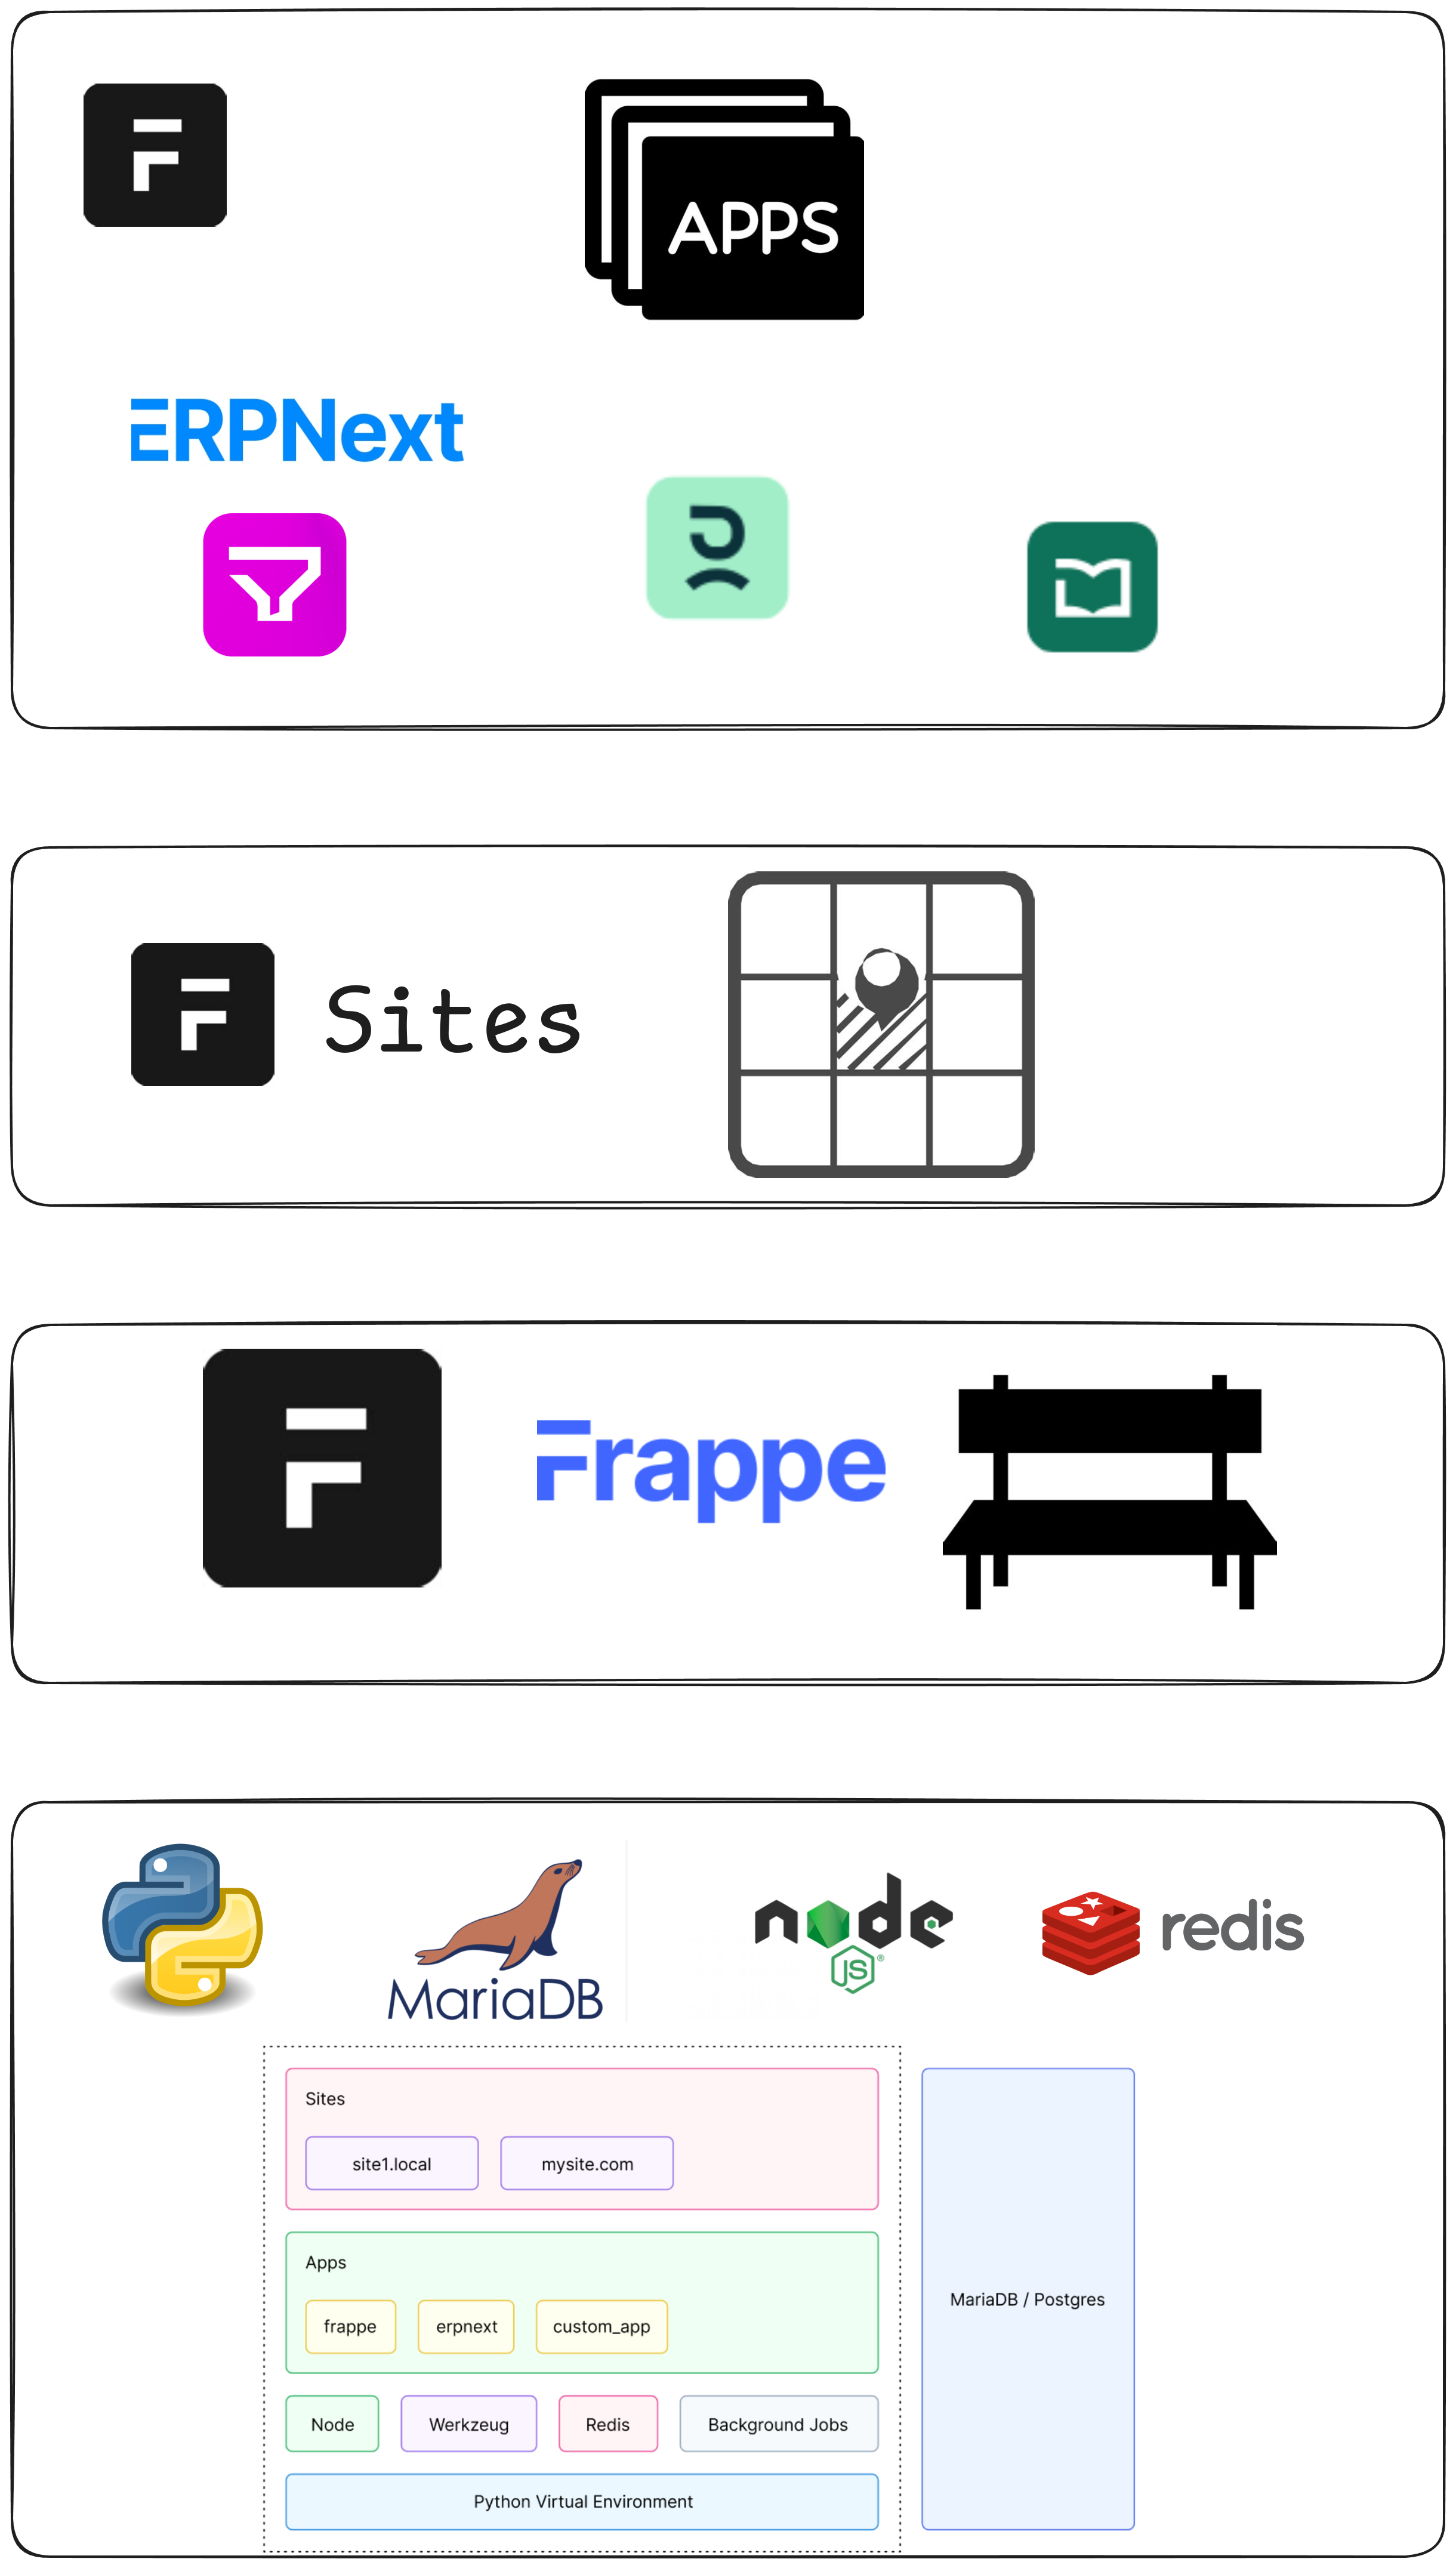 F
APPS
ERPNext
F
Sites
F
Frappe
MariaDB
node
JS®
redis
Sites
site1.local
mysite.com
Apps
frappe
erpnext
custom_app
MariaDB / Postgres
Node
Werkzeug
Redis
Background Jobs
Python Virtual Environment